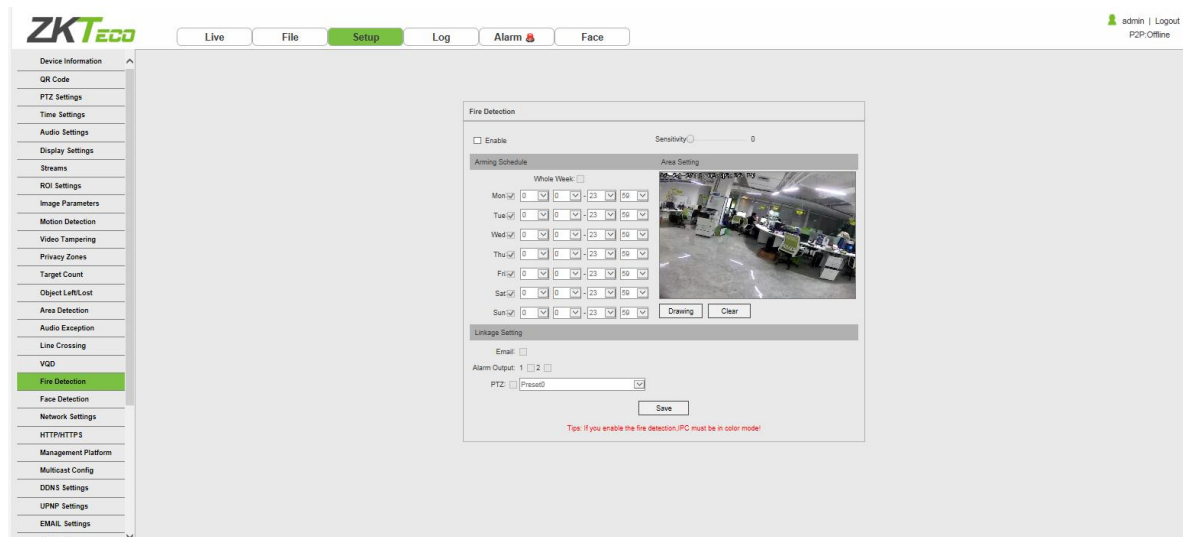 ZKTECO
Live File Setup Log Alarm Face
admin | Logout
P2P:Offline
Device Information
QR Code
PTZ Settings
Time Settings
Audio Settings
Display Settings
Streams
ROI Settings
Image Parameters
Motion Detection
Video Tampering
Privacy Zones
Target Count
Object Left/Lost
Area Detection
Audio Exception
Line Crossing
VQD
Fire Detection
Face Detection
Network Settings
HTTP/HTTPS
Management Platform
Multicast Config
DDNS Settings
UPNP Settings
EMAIL Settings
Fire Detection
Enable
Sensitivity 0
Arming Schedule
Area Setting
Whole Week:
Mon 0 : 0 - 23 : 59
Tue 0 : 0 - 23 : 59
Wed 0 : 0 - 23 : 59
Thu 0 : 0 - 23 : 59
Fri 0 : 0 - 23 : 59
Sat 0 : 0 - 23 : 59
Sun 0 : 0 - 23 : 59
Drawing Clear
Linkage Setting
Email:
Alarm Output: 1 2
PTZ: Preset0
Save
Tips: If you enable the fire detection,IPC must be in color mode!